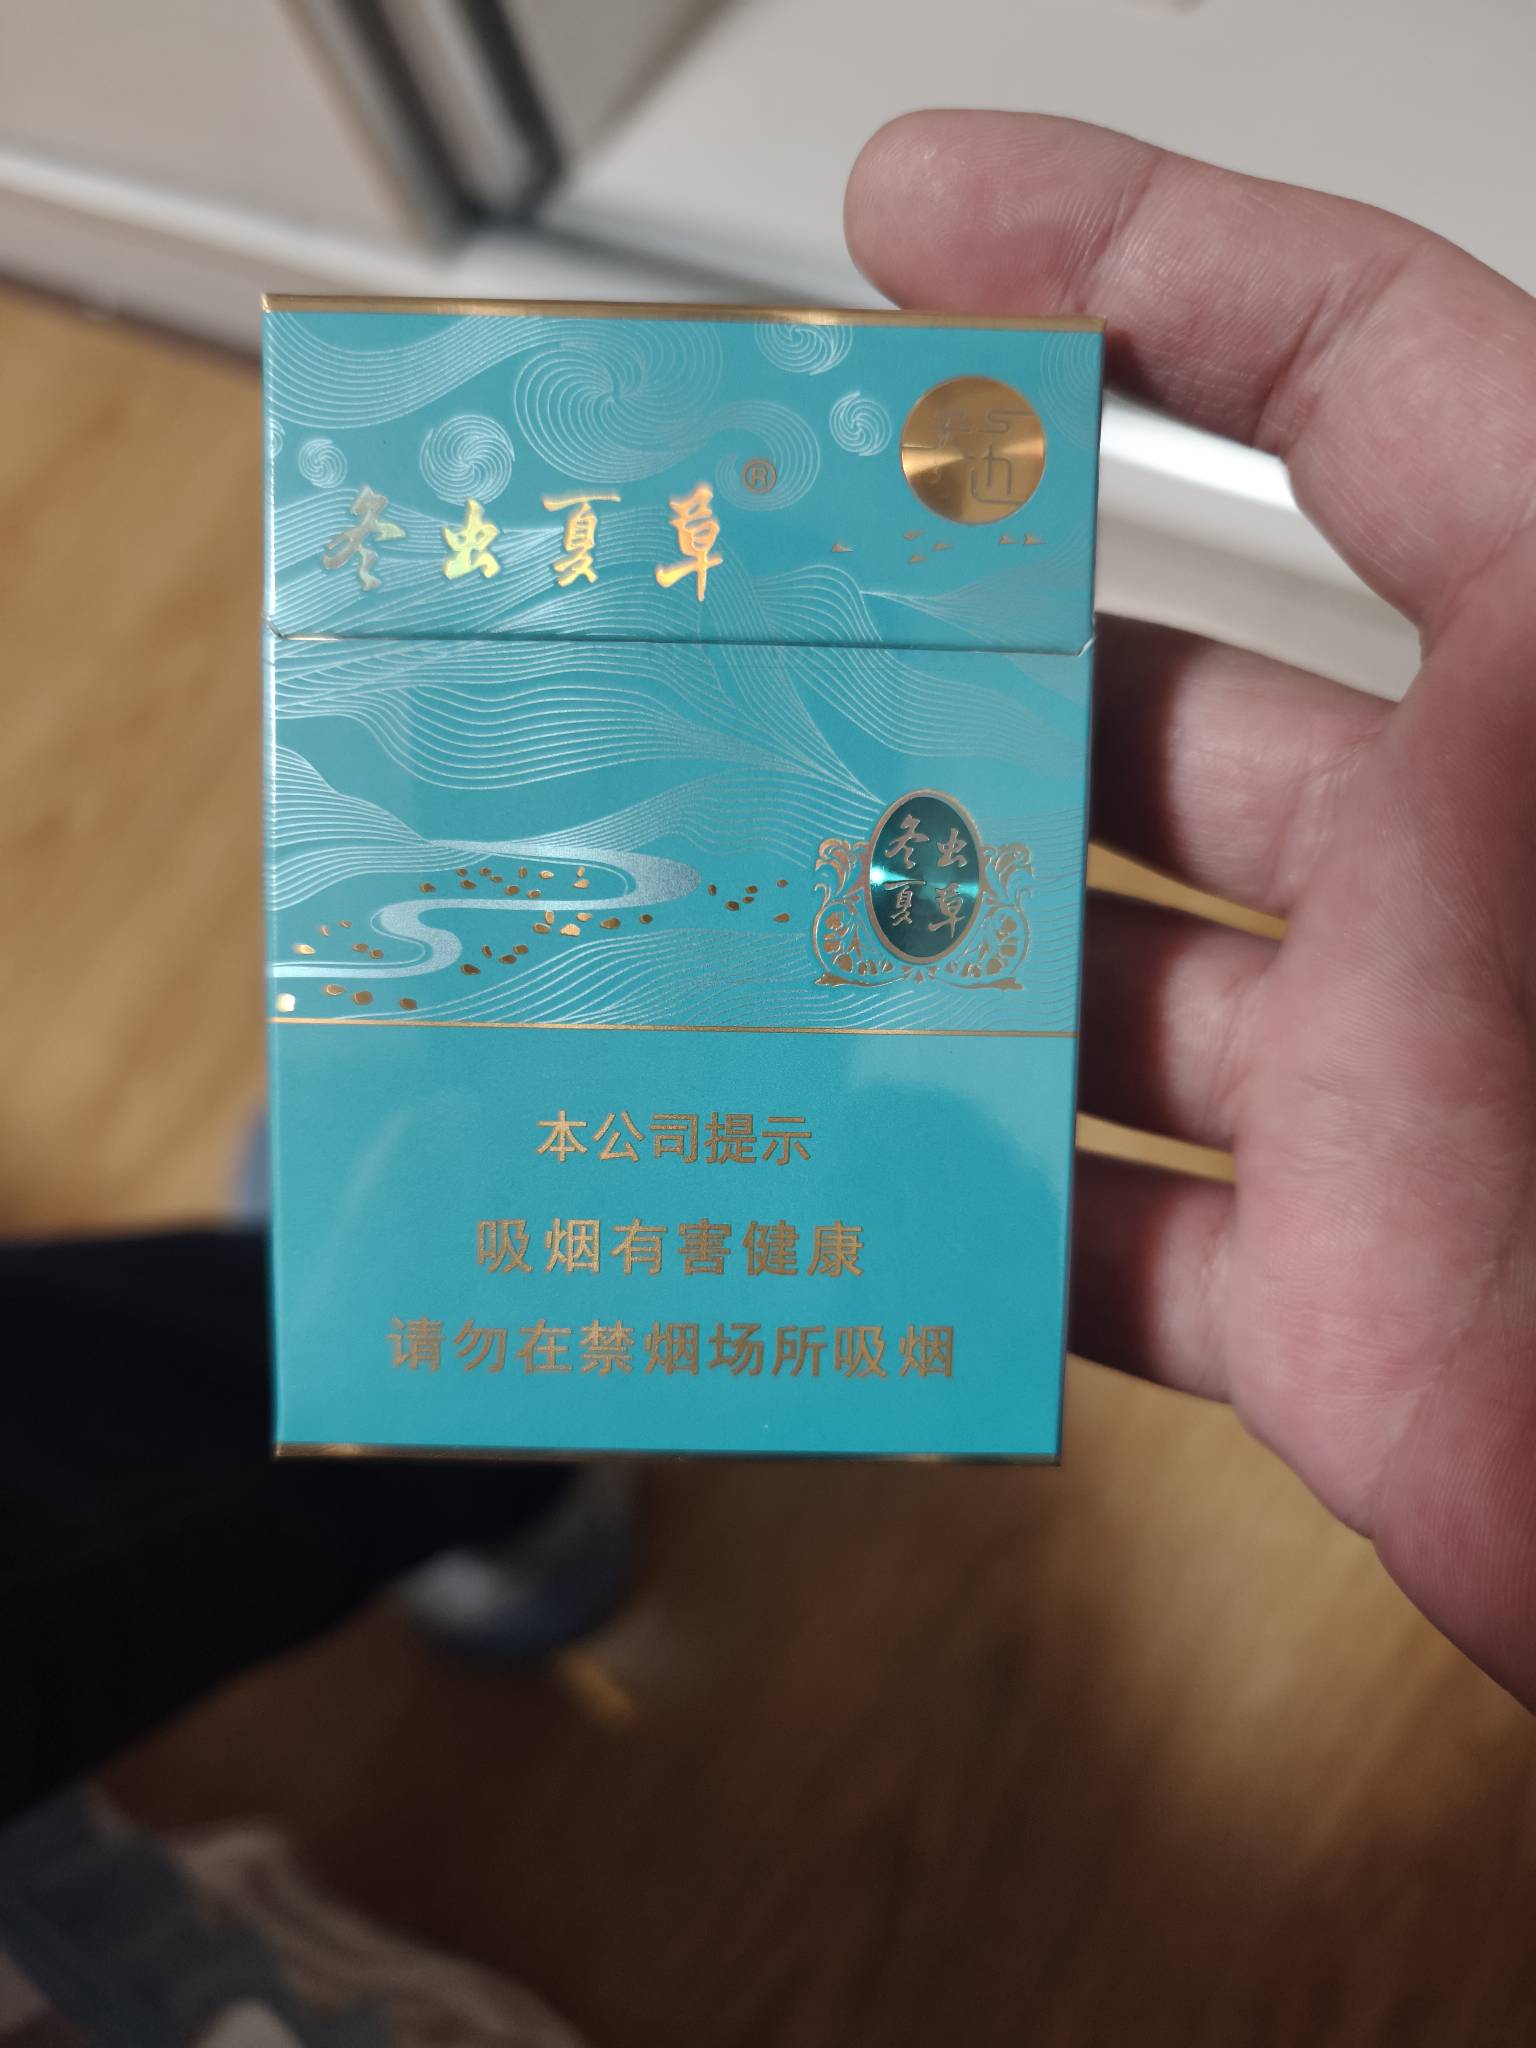 冬虫夏草®
冬虫
夏草
本公司提示
吸烟有害健康
请勿在禁烟场所吸烟